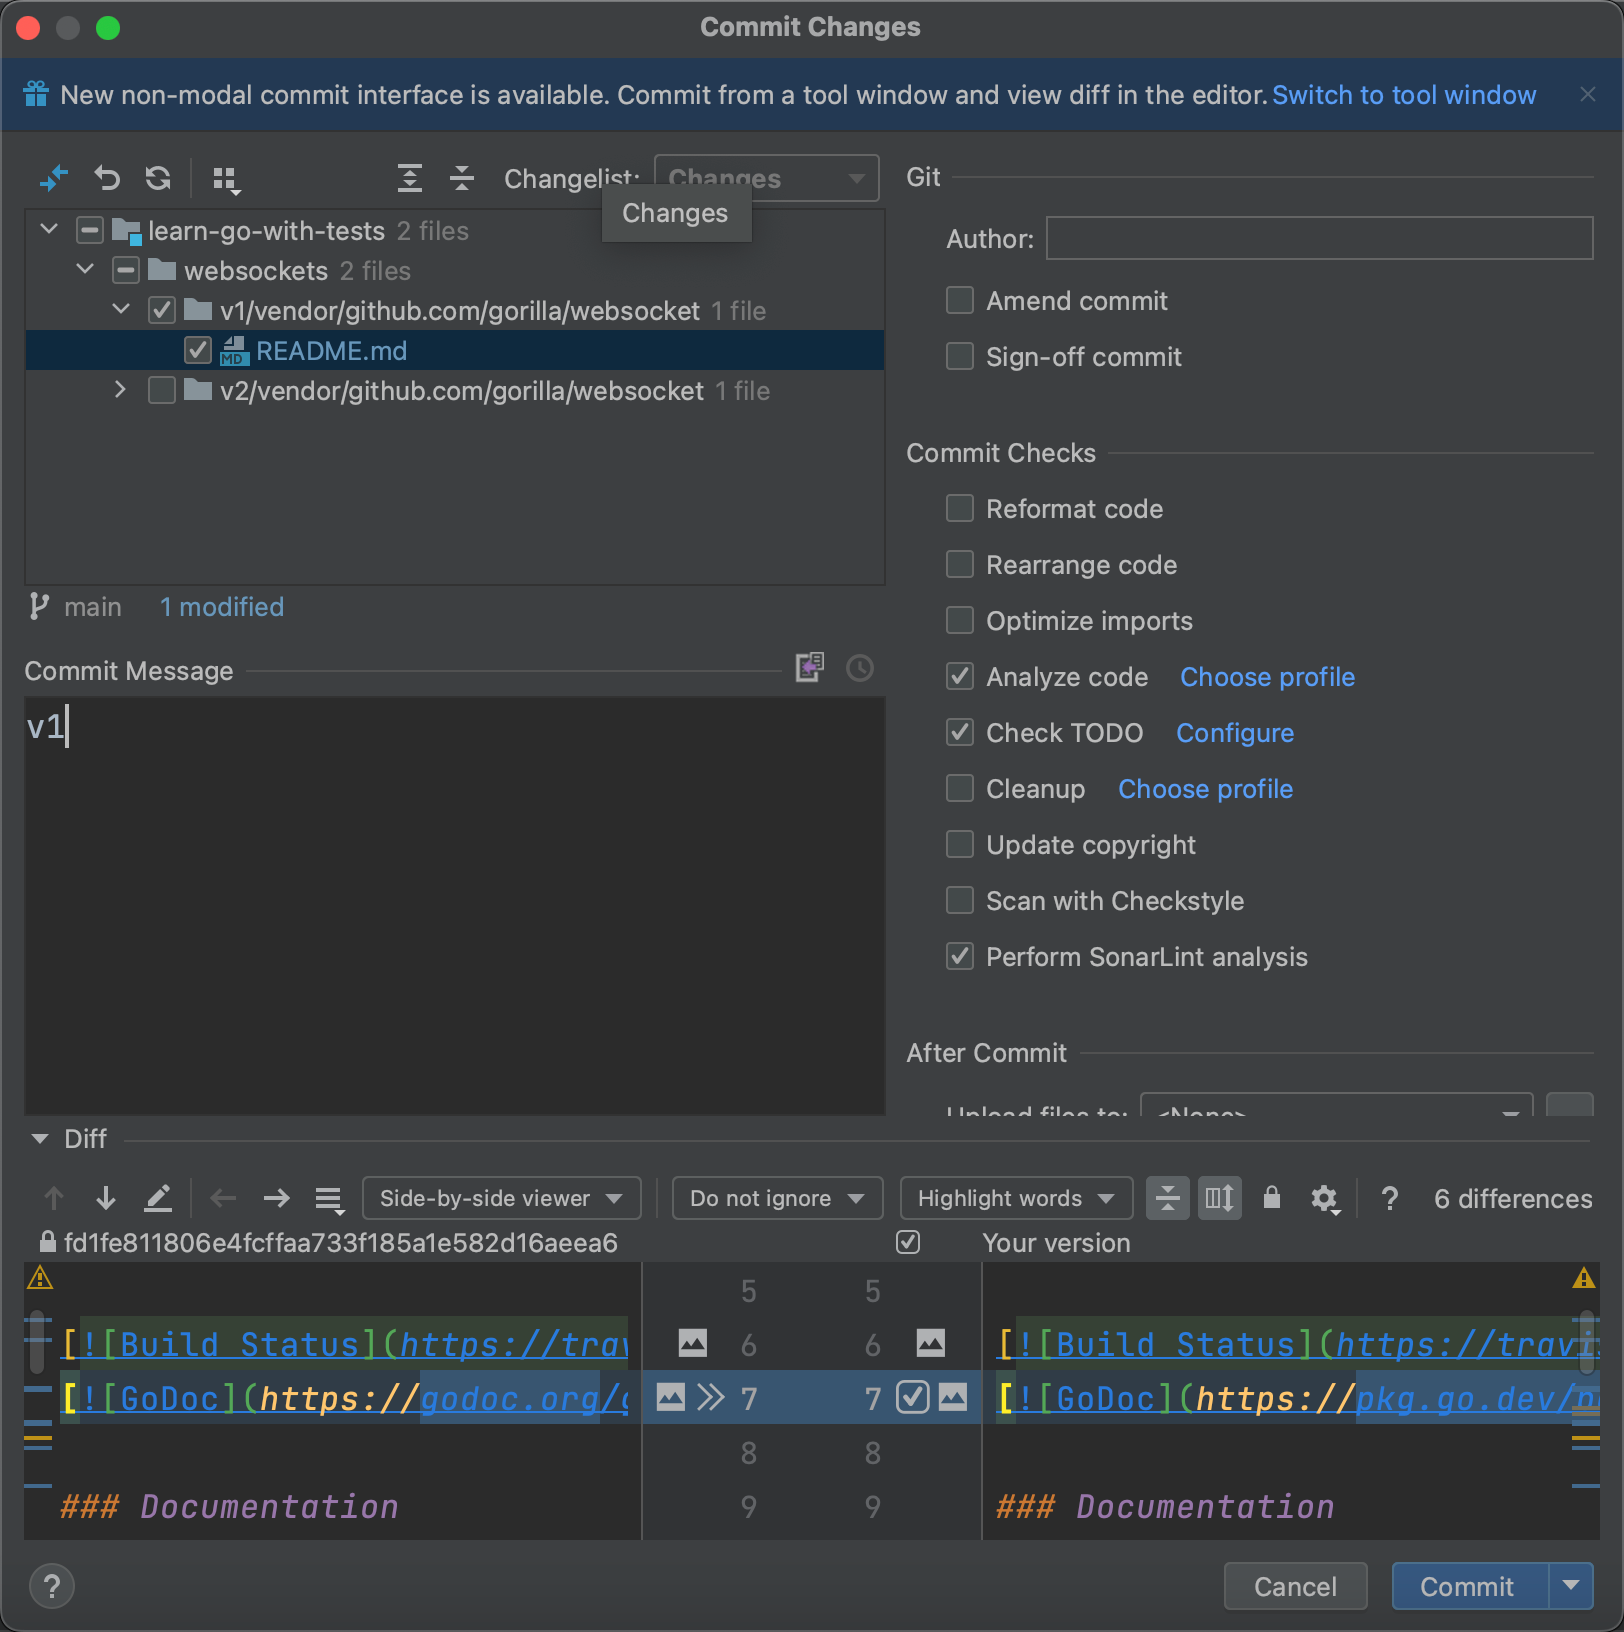 Commit Changes
New non-modal commit interface is available. Commit from a tool window and view diff in the editor. Switch to tool window
Changelist: Changes
Changes
learn-go-with-tests 2 files
websockets 2 files
v1/vendor/github.com/gorilla/websocket 1 file
MD README.md
v2/vendor/github.com/gorilla/websocket 1 file
main 1 modified
Commit Message
v1
Git
Author:
Amend commit
Sign-off commit
Commit Checks
Reformat code
Rearrange code
Optimize imports
Analyze code Choose profile
Check TODO Configure
Cleanup Choose profile
Update copyright
Scan with Checkstyle
Perform SonarLint analysis
After Commit
Upload files to: <None>
Diff
Side-by-side viewer Do not ignore Highlight words ? 6 differences
fd1fe811806e4fcffaa733f185a1e582d16aeea6 Your version
5 5
[![Build Status](https://trav 6 6 [![Build Status](https://travis
[![GoDoc](https://godoc.org/g 7 7 [![GoDoc](https://pkg.go.dev/
8 8
### Documentation 9 9 ### Documentation
? Cancel Commit